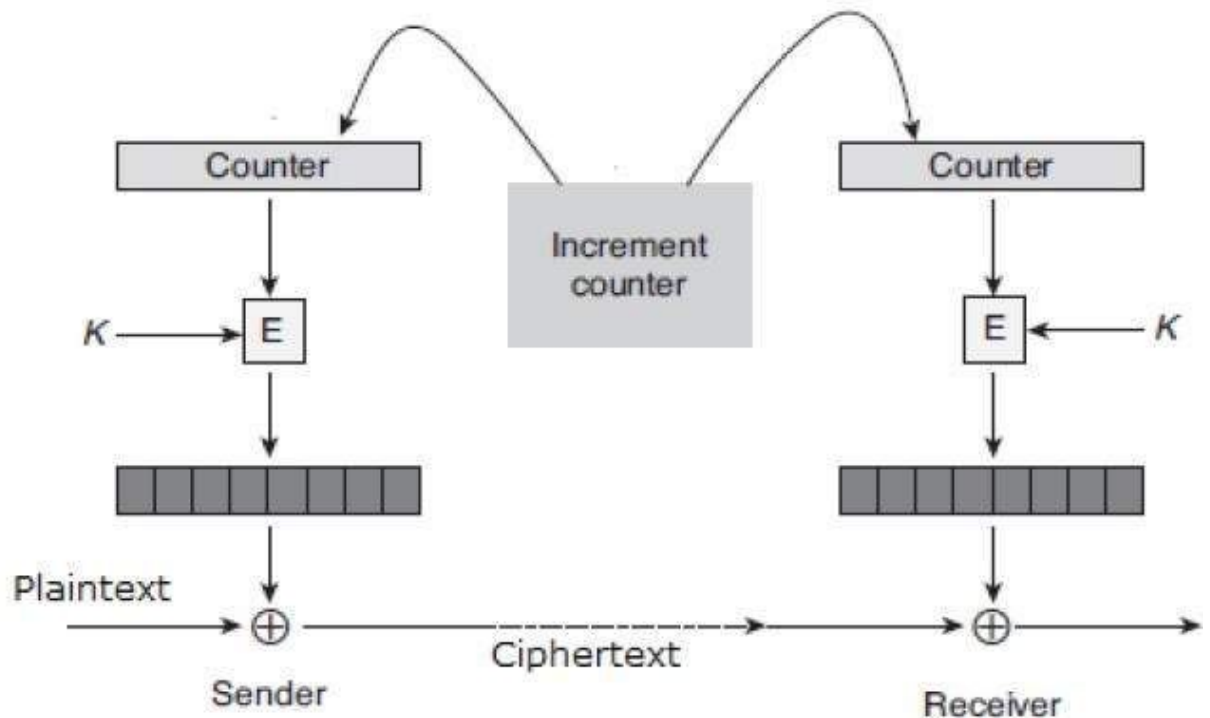 Counter
Counter
Increment
counter
K
E
E
K
Plaintext
Ciphertext
Sender
Receiver